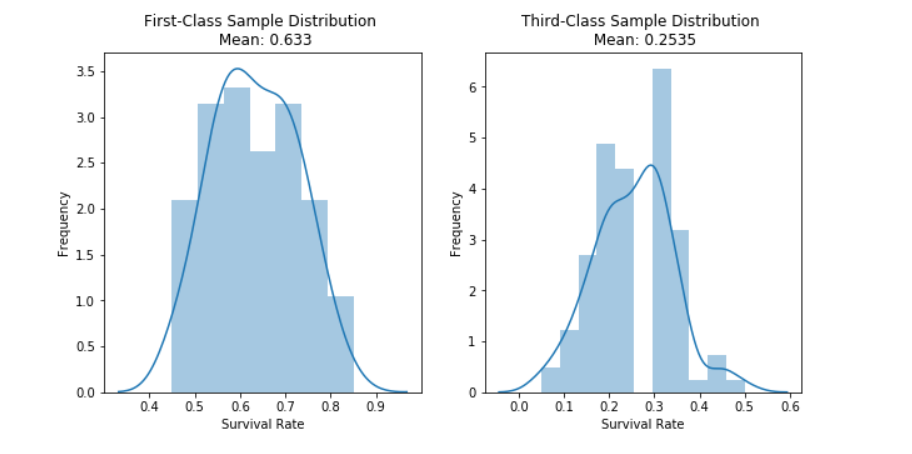 First-Class Sample Distribution
Mean: 0.633
3.5
3.0
2.5
2.0
1.5
1.0
0.5
0.0
Frequency
0.4 0.5 0.6 0.7 0.8 0.9
Survival Rate
Third-Class Sample Distribution
Mean: 0.2535
6
5
4
3
2
1
0
Frequency
0.0 0.1 0.2 0.3 0.4 0.5 0.6
Survival Rate